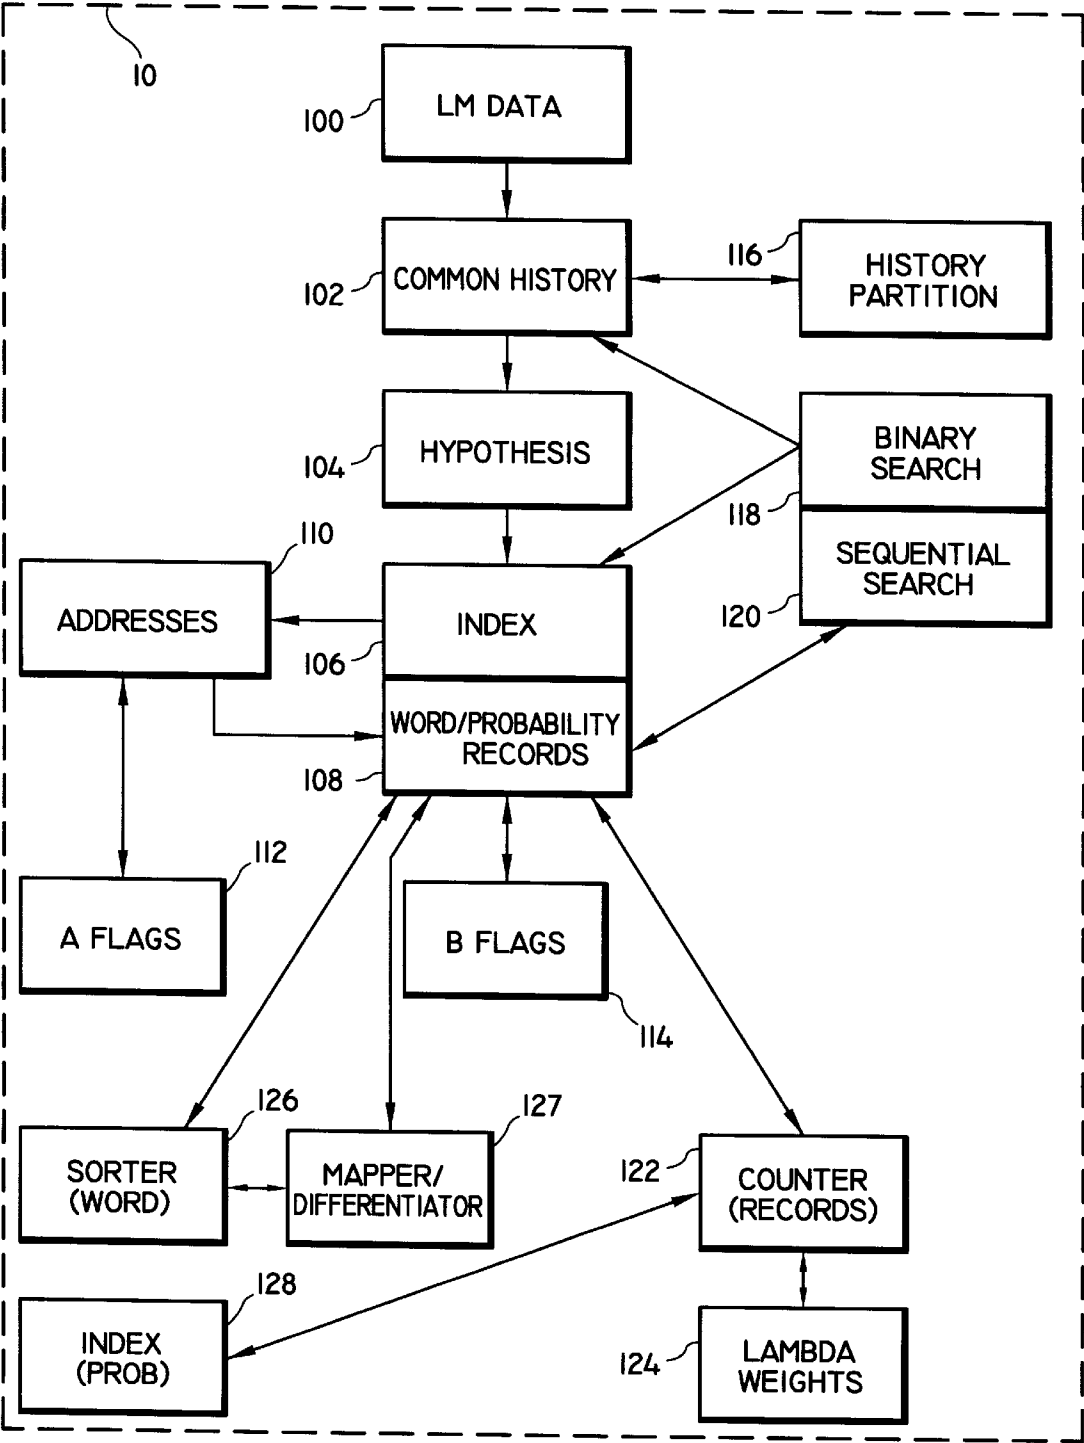 10
LM DATA
100
COMMON HISTORY
102
116
HISTORY
PARTITION
HYPOTHESIS
104
BINARY
SEARCH
118
SEQUENTIAL
SEARCH
120
110
ADDRESSES
INDEX
106
WORD/PROBABILITY
RECORDS
108
112
A FLAGS
B FLAGS
114
126
SORTER
(WORD)
127
MAPPER/
DIFFERENTIATOR
122
COUNTER
(RECORDS)
128
INDEX
(PROB)
124
LAMBDA
WEIGHTS